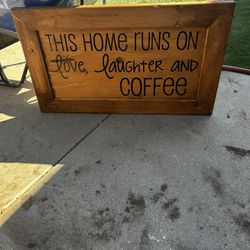 THIS HOME RUNS ON
love, laughter AND
COFFEE